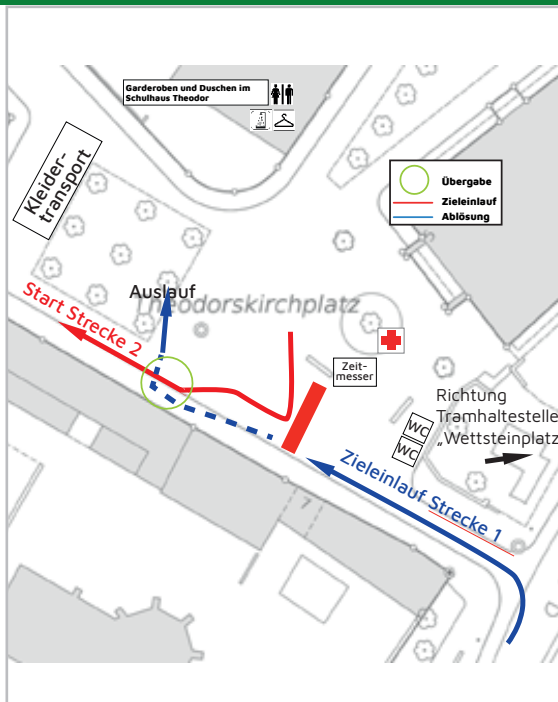 Garderoben und Duschen im
Schulhaus Theodor
Kleider-
transport
Übergabe
Zieleinlauf
Ablösung
Auslauf
Theodorskirchplatz
Start Strecke 2
Zeit-
messer
Richtung
Tramhaltestelle
„Wettsteinplatz
WC
WC
Zieleinlauf Strecke 1
7